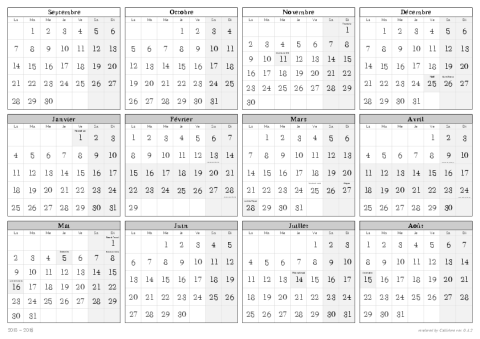 Septembre
Lu Ma Me Je Ve Sa Di
1 2 3 4 5 6
7 8 9 10 11 12 13
14 15 16 17 18 19 20
21 22 23 24 25 26 27
28 29 30
Octobre
Lu Ma Me Je Ve Sa Di
1 2 3 4
5 6 7 8 9 10 11
12 13 14 15 16 17 18
19 20 21 22 23 24 25
26 27 28 29 30 31
Novembre
Lu Ma Me Je Ve Sa Di
1
2 3 4 5 6 7 8
9 10 11 12 13 14 15
16 17 18 19 20 21 22
23 24 25 26 27 28 29
30
Décembre
Lu Ma Me Je Ve Sa Di
1 2 3 4 5 6
7 8 9 10 11 12 13
14 15 16 17 18 19 20
21 22 23 24 25 26 27
28 29 30 31
Janvier
Lu Ma Me Je Ve Sa Di
1 2 3
4 5 6 7 8 9 10
11 12 13 14 15 16 17
18 19 20 21 22 23 24
25 26 27 28 29 30 31
Février
Lu Ma Me Je Ve Sa Di
1 2 3 4 5 6 7
8 9 10 11 12 13 14
15 16 17 18 19 20 21
22 23 24 25 26 27 28
29
Mars
Lu Ma Me Je Ve Sa Di
1 2 3 4 5 6
7 8 9 10 11 12 13
14 15 16 17 18 19 20
21 22 23 24 25 26 27
28 29 30 31
Avril
Lu Ma Me Je Ve Sa Di
1 2 3
4 5 6 7 8 9 10
11 12 13 14 15 16 17
18 19 20 21 22 23 24
25 26 27 28 29 30
Mai
Lu Ma Me Je Ve Sa Di
1
2 3 4 5 6 7 8
9 10 11 12 13 14 15
16 17 18 19 20 21 22
23 24 25 26 27 28 29
30 31
Juin
Lu Ma Me Je Ve Sa Di
1 2 3 4 5
6 7 8 9 10 11 12
13 14 15 16 17 18 19
20 21 22 23 24 25 26
27 28 29 30
Juillet
Lu Ma Me Je Ve Sa Di
1 2 3
4 5 6 7 8 9 10
11 12 13 14 15 16 17
18 19 20 21 22 23 24
25 26 27 28 29 30 31
Août
Lu Ma Me Je Ve Sa Di
1 2 3 4 5 6 7
8 9 10 11 12 13 14
15 16 17 18 19 20 21
22 23 24 25 26 27 28
29 30 31
2015 - 2016